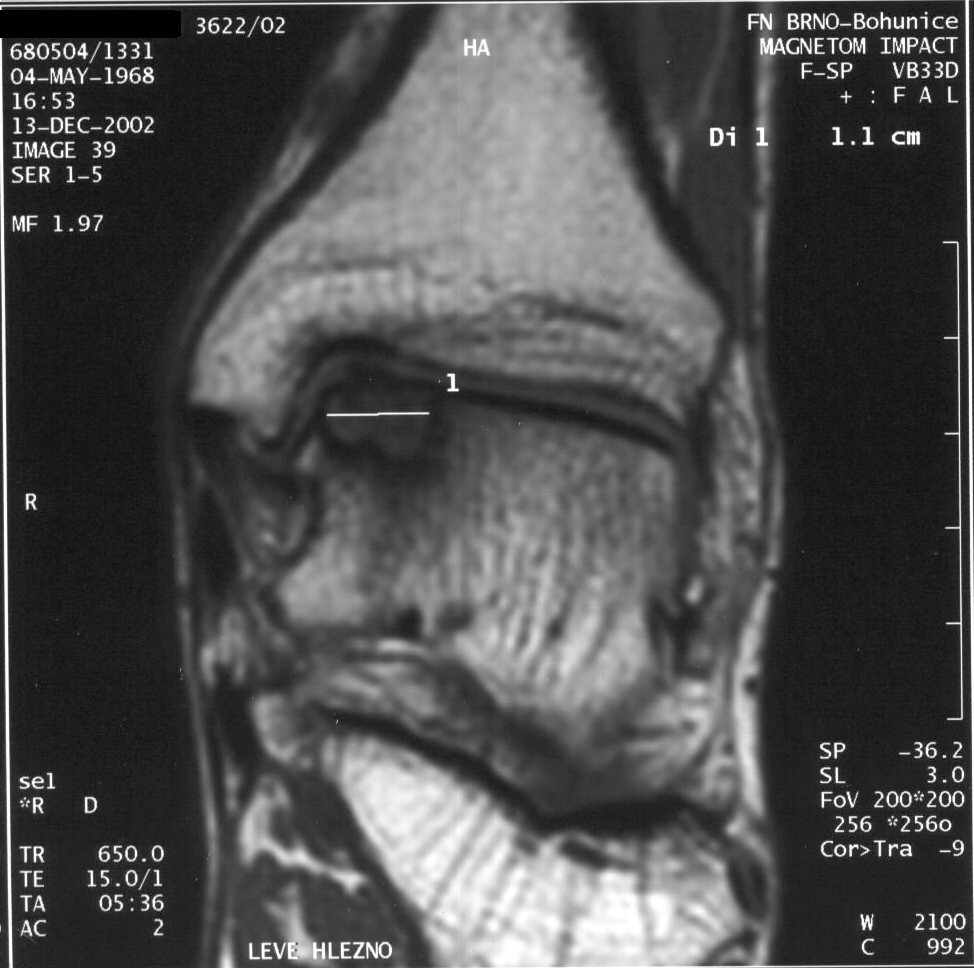 3622/02
680504/1331
04-MAY-1968
16:53
13-DEC-2002
IMAGE 39
SER 1-5
MF 1.97
HA
FN BRNO-Bohunice
MAGNETOM IMPACT
F-SP VB33D
+ : F A L
Di 1 1.1 cm
1
R
sel
*R D
TR 650.0
TE 15.0/1
TA 05:36
AC 2
LEVE HLEZNO
SP -36.2
SL 3.0
FoV 200*200
256 *256o
Cor>Tra -9
W 2100
C 992